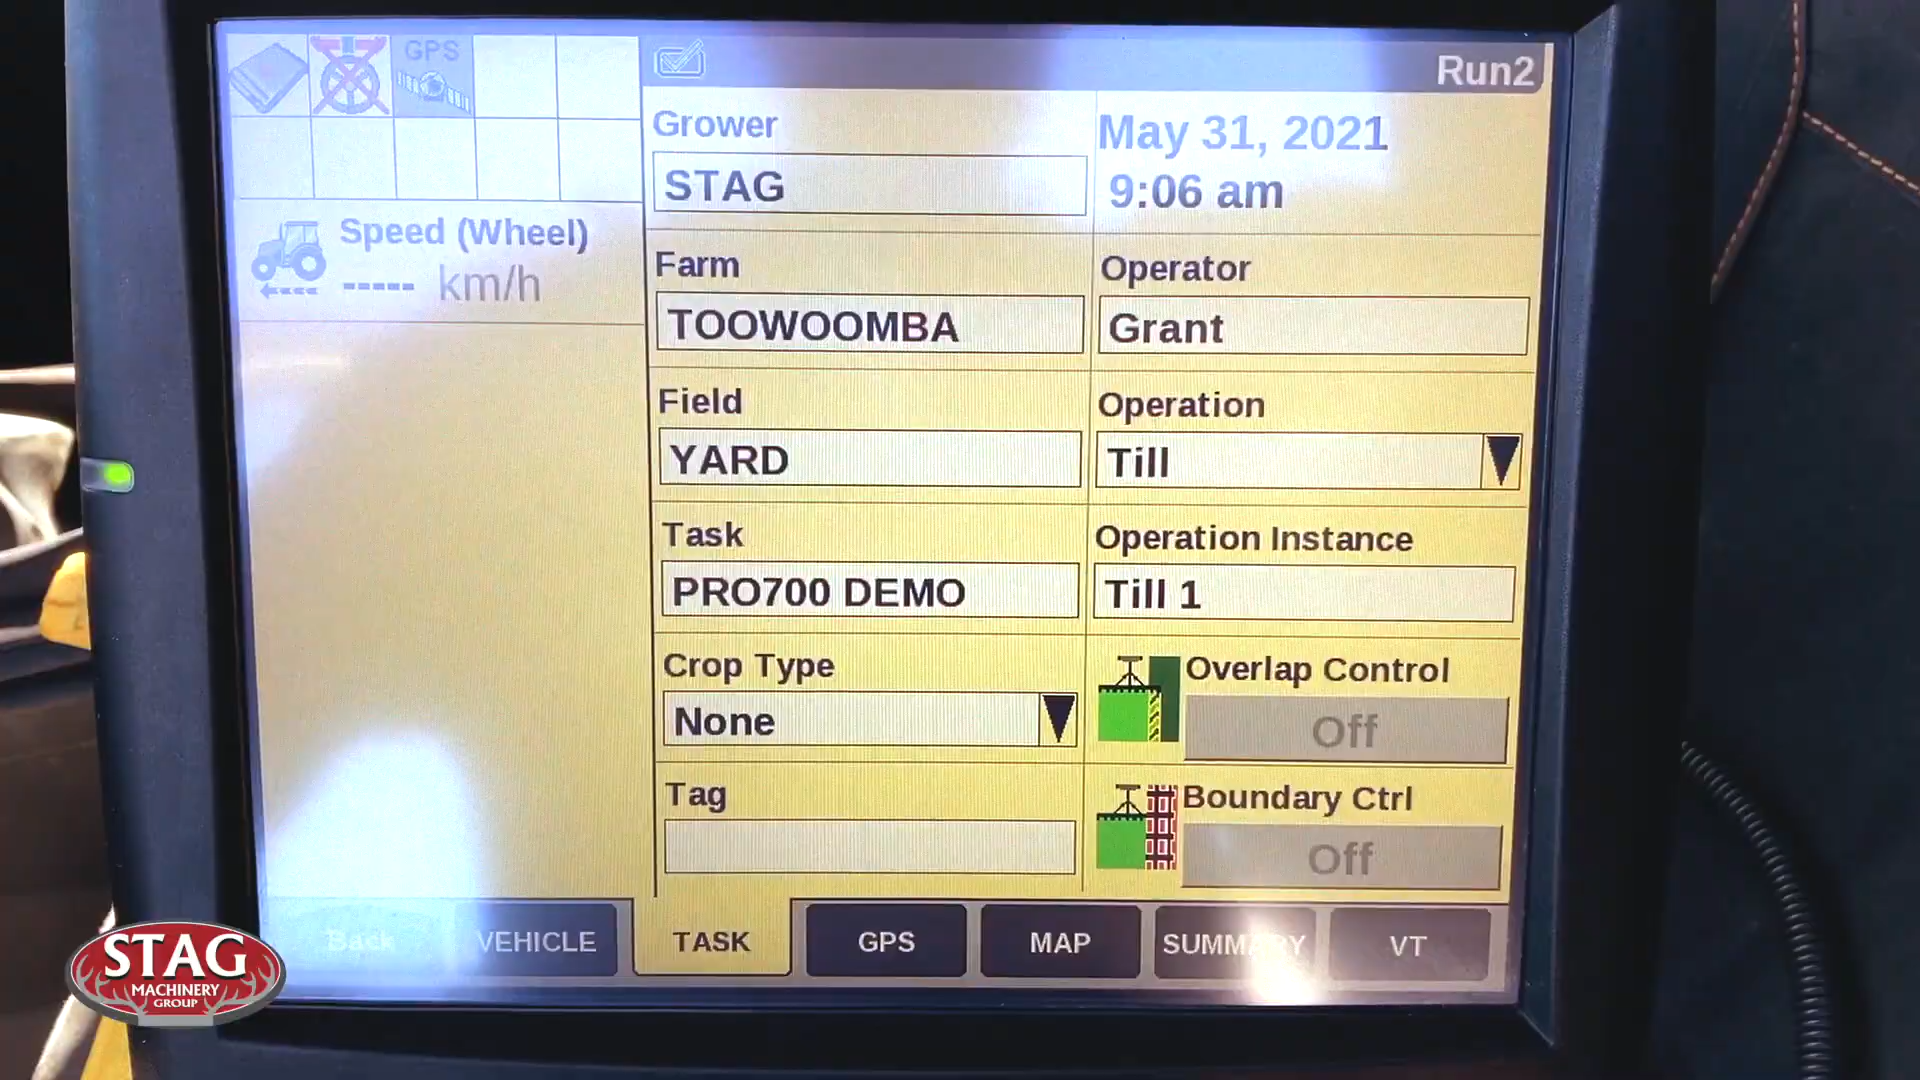 GPS
Run2
Speed (Wheel)
----- km/h
Grower
STAG
May 31, 2021
9:06 am
Farm
TOOWOOMBA
Operator
Grant
Field
YARD
Operation
Till
Task
PRO700 DEMO
Operation Instance
Till 1
Crop Type
None
Overlap Control
Off
Tag
Boundary Ctrl
Off
Back
VEHICLE
TASK
GPS
MAP
SUMMARY
VT
STAG
MACHINERY
GROUP